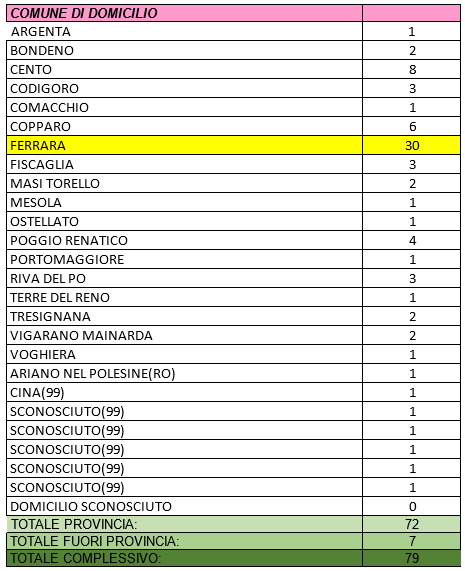 COMUNE DI DOMICILIO
ARGENTA 1
BONDENO 2
CENTO 8
CODIGORO 3
COMACCHIO 1
COPPARO 6
FERRARA 30
FISCAGLIA 3
MASI TORELLO 2
MESOLA 1
OSTELLATO 1
POGGIO RENATICO 4
PORTOMAGGIORE 1
RIVA DEL PO 3
TERRE DEL RENO 1
TRESIGNANA 2
VIGARANO MAINARDA 2
VOGHIERA 1
ARIANO NEL POLESINE(RO) 1
CINA(99) 1
SCONOSCIUTO(99) 1
SCONOSCIUTO(99) 1
SCONOSCIUTO(99) 1
SCONOSCIUTO(99) 1
SCONOSCIUTO(99) 1
DOMICILIO SCONOSCIUTO 0
TOTALE PROVINCIA: 72
TOTALE FUORI PROVINCIA: 7
TOTALE COMPLESSIVO: 79